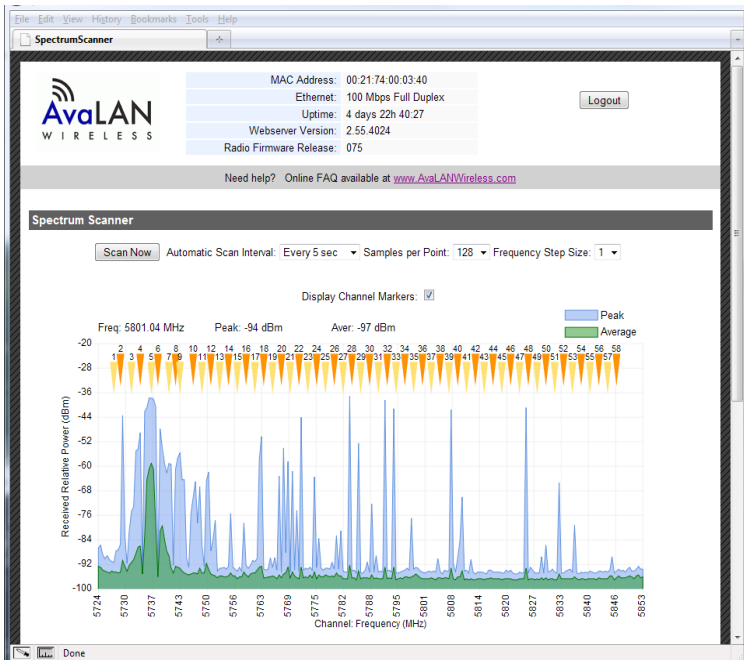 File Edit View History Bookmarks Tools Help
SpectrumScanner
AvaLAN
WIRELESS
MAC Address: 00:21:74:00:03:40
Ethernet: 100 Mbps Full Duplex
Uptime: 4 days 22h 40:27
Webserver Version: 2.55.4024
Radio Firmware Release: 075
Logout
Need help? Online FAQ available at www.AvaLANWireless.com
Spectrum Scanner
Scan Now Automatic Scan Interval: Every 5 sec Samples per Point: 128 Frequency Step Size: 1
Display Channel Markers:
Peak
Average
Freq: 5801.04 MHz Peak: -94 dBm Aver: -97 dBm
2 4 6 8 10 12 14 16 18 20 22 24 26 28 30 32 34 36 38 40 42 44 46 48 50 52 54 56 58
1 3 5 7 9 11 13 15 17 19 21 23 25 27 29 31 33 35 37 39 41 43 45 47 49 51 53 55 57
-20
-28
-36
-44
-52
-60
-68
-76
-84
-92
-100
Received Relative Power (dBm)
5724 5730 5737 5743 5750 5756 5763 5769 5775 5782 5788 5795 5801 5808 5814 5820 5827 5833 5840 5846 5853
Channel: Frequency (MHz)
Done